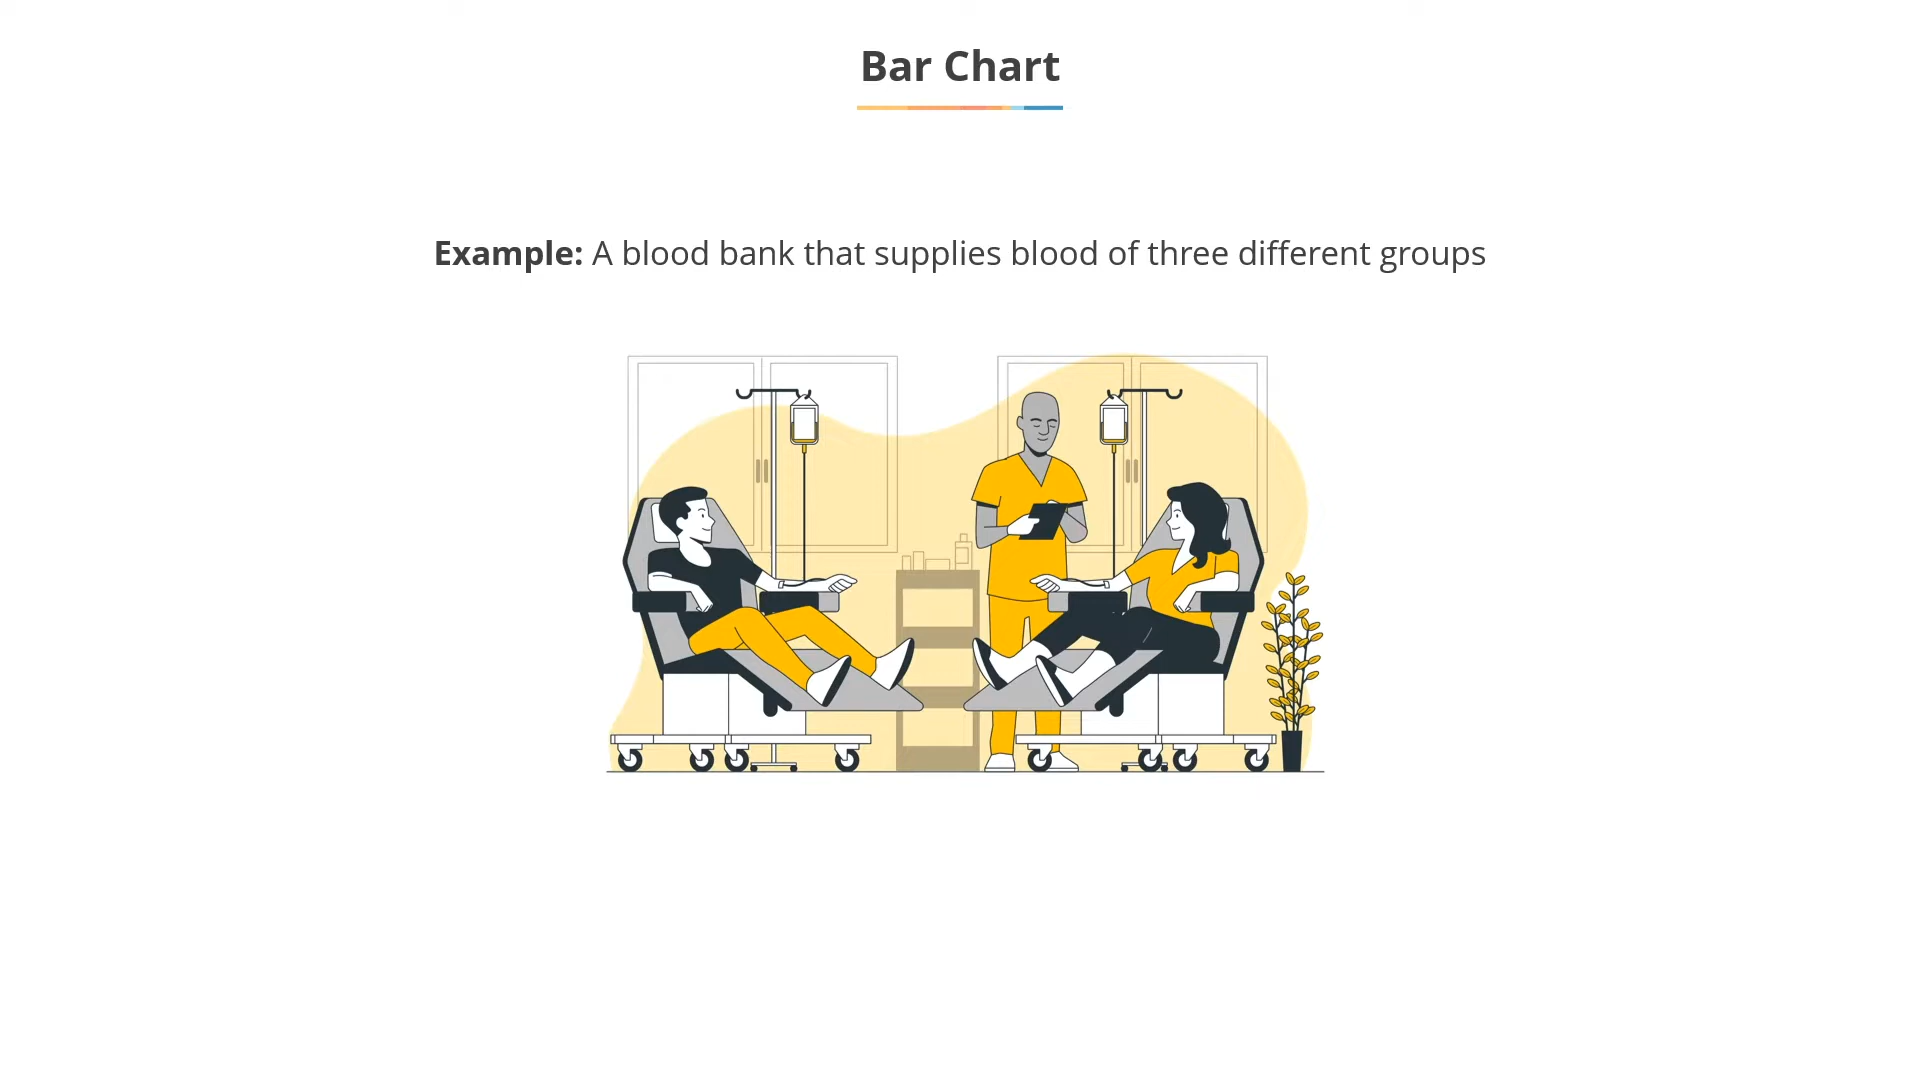 Bar Chart
Example: A blood bank that supplies blood of three different groups